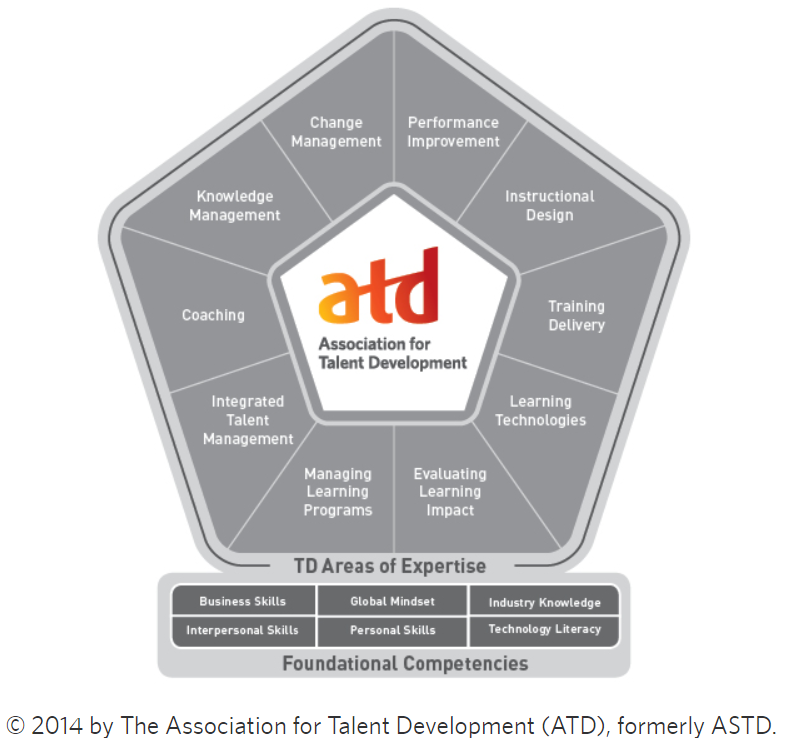 Change
Management
Performance
Improvement
Knowledge
Management
Instructional
Design
Coaching
Training
Delivery
Integrated
Talent
Management
Learning
Technologies
Managing
Learning
Programs
Evaluating
Learning
Impact
atd
Association for
Talent Development
TD Areas of Expertise
Business Skills
Global Mindset
Industry Knowledge
Interpersonal Skills
Personal Skills
Technology Literacy
Foundational Competencies
© 2014 by The Association for Talent Development (ATD), formerly ASTD.